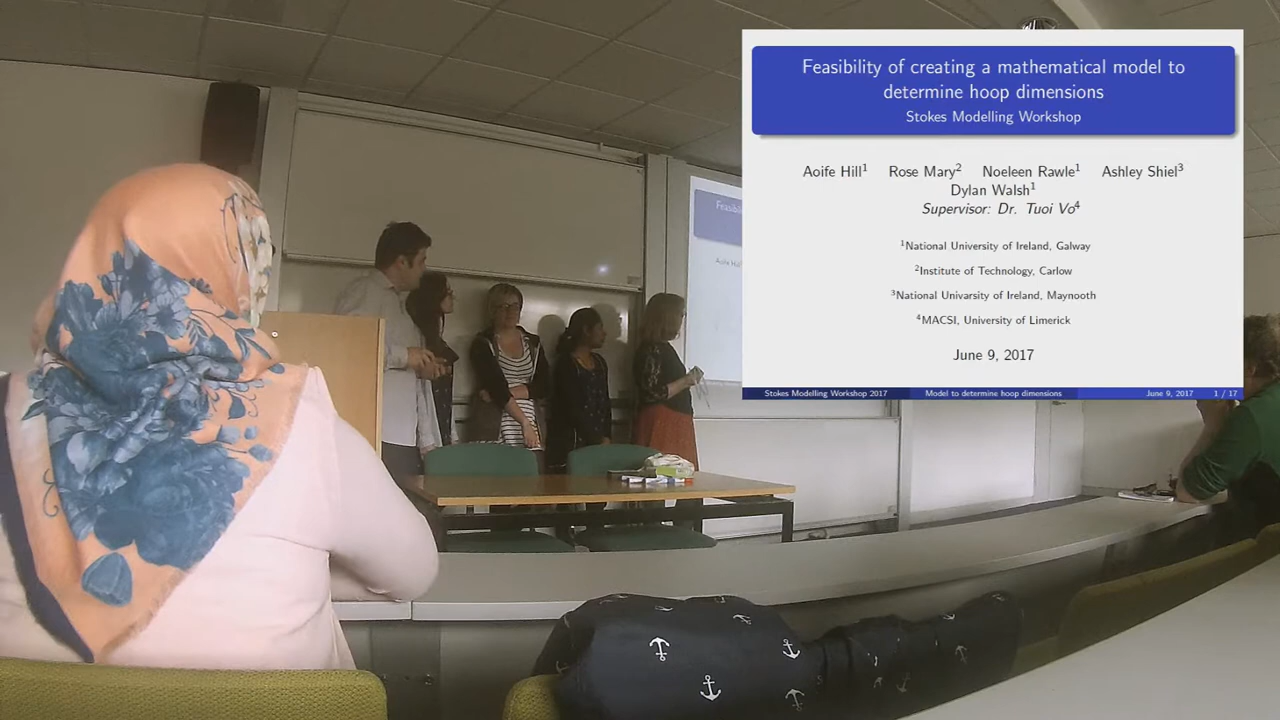 Feasibility of creating a mathematical model to
determine hoop dimensions
Stokes Modelling Workshop
Aoife Hill1 Rose Mary2 Noeleen Rawle1 Ashley Shiel3
Dylan Walsh1
Supervisor: Dr. Tuoi Vo4
1National University of Ireland, Galway
2Institute of Technology, Carlow
3National Univarsity of Ireland, Maynooth
4MACSI, University of Limerick
June 9, 2017
Stokes Modelling Workshop 2017 Model to determine hoop dimensions June 9, 2017 1 / 17
Feasibil
Aoife Hill